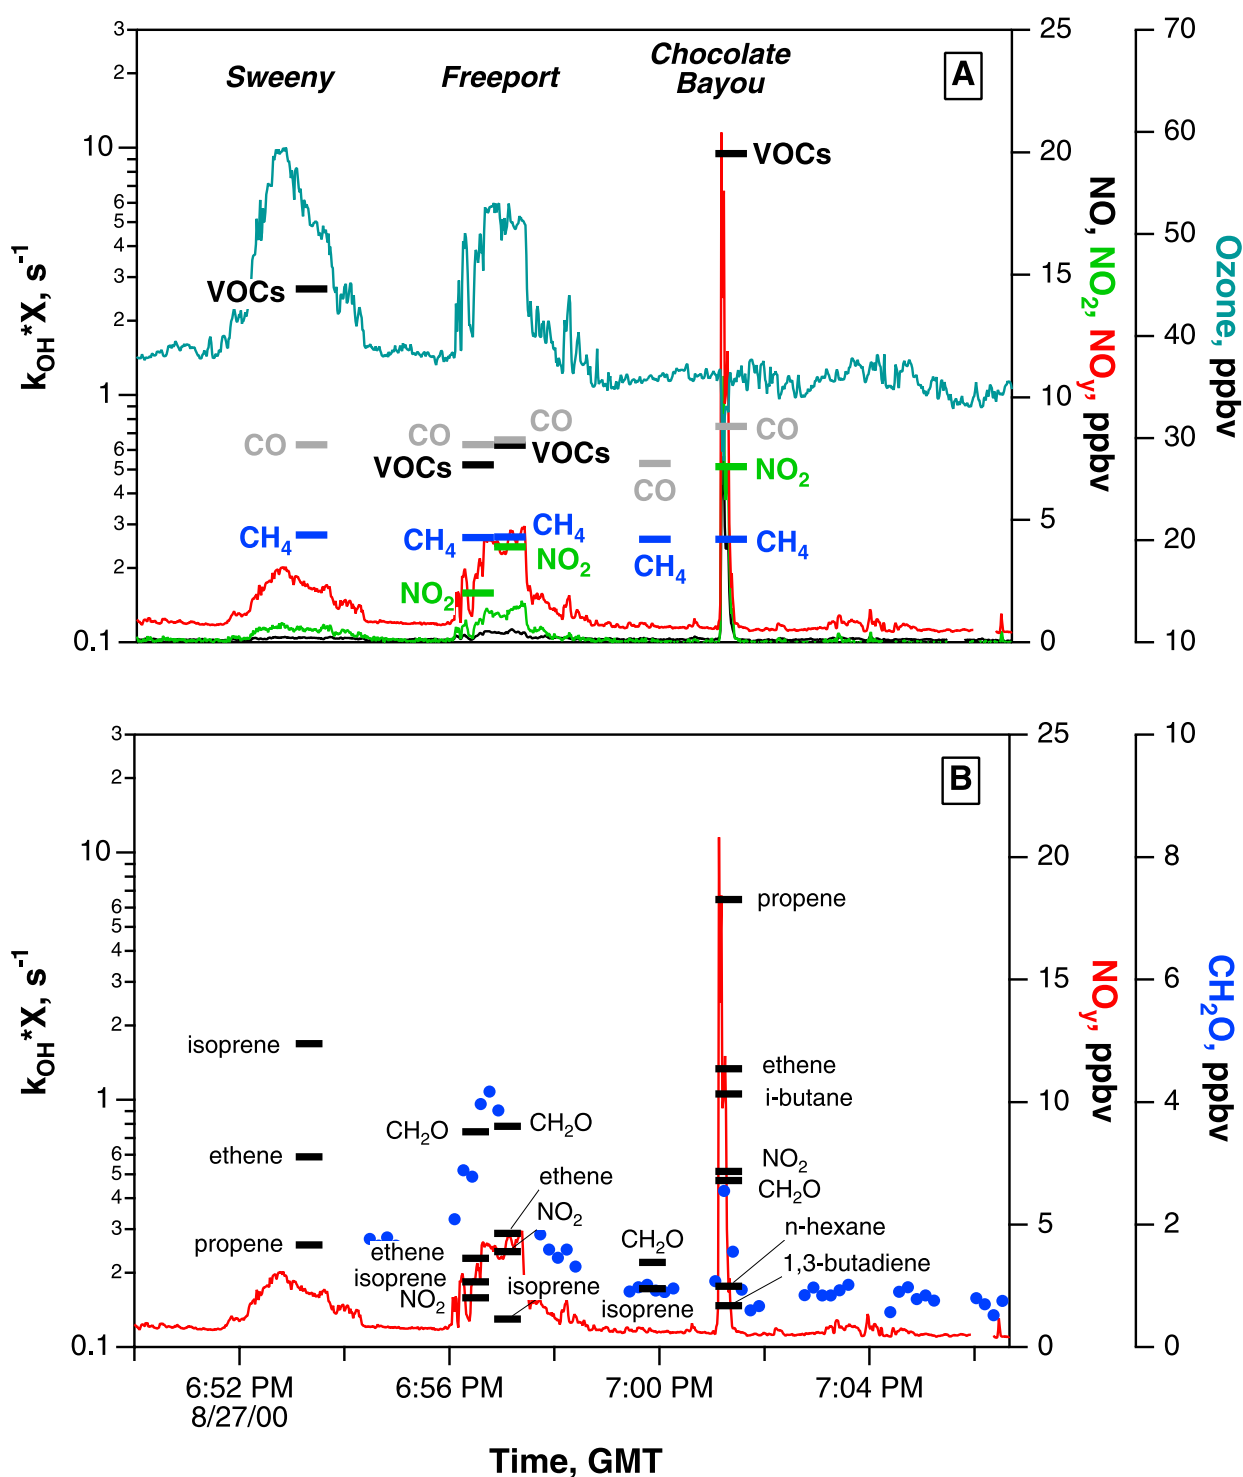 Sweeny
Freeport
Chocolate
Bayou
A
3
2
10
6
5
4
3
2
1
6
5
4
3
2
0.1
k_OH*X, s^-1
VOCs
CO
CH4
CO
VOCs
CH4
NO2
CO
VOCs
CH4
NO2
CO
CH4
VOCs
CO
NO2
CH4
25
20
15
10
5
0
NO, NO2, NOy, ppbv
70
60
50
40
30
20
10
Ozone, ppbv
B
3
2
10
6
5
4
3
2
1
6
5
4
3
2
0.1
k_OH*X, s^-1
isoprene
ethene
propene
CH2O
ethene
isoprene
NO2
CH2O
ethene
NO2
isoprene
CH2O
isoprene
propene
ethene
i-butane
NO2
CH2O
n-hexane
1,3-butadiene
25
20
15
10
5
0
NOy, ppbv
10
8
6
4
2
0
CH2O, ppbv
6:52 PM
8/27/00
6:56 PM
7:00 PM
7:04 PM
Time, GMT